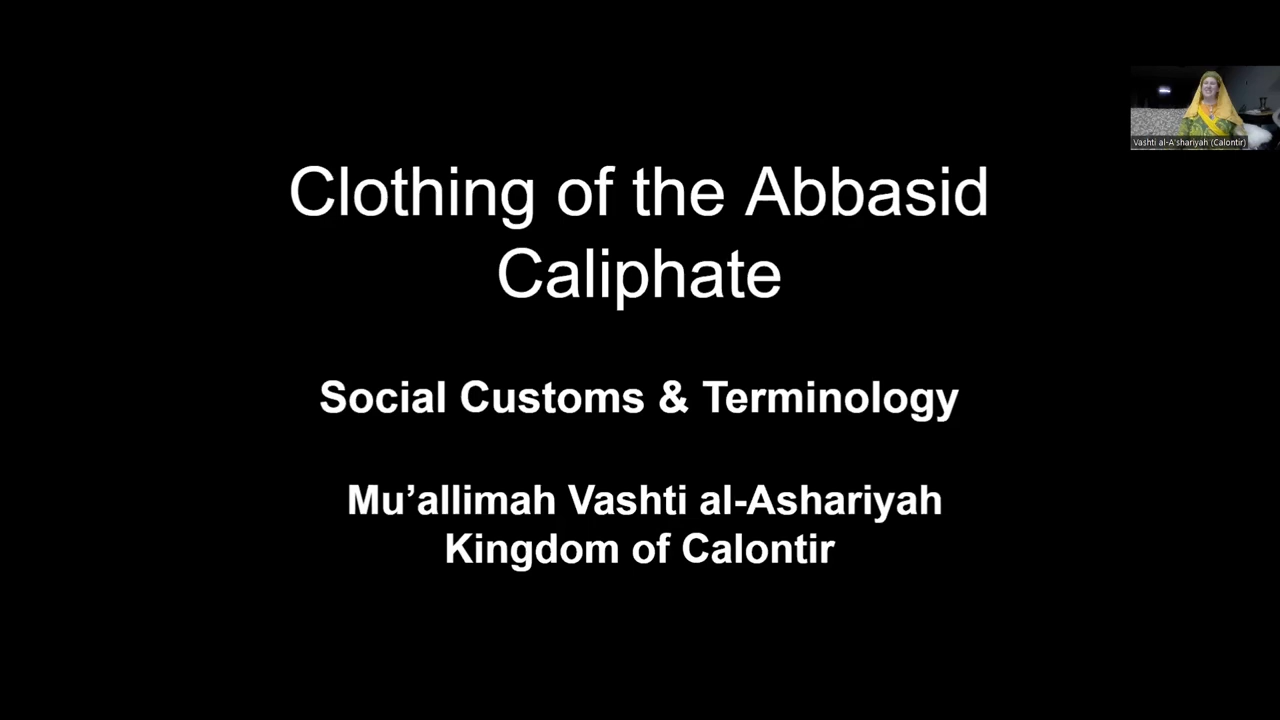 Vashti al-A'shariyah (Calontir)
Clothing of the Abbasid
Caliphate
Social Customs & Terminology
Mu’allimah Vashti al-Ashariyah
Kingdom of Calontir